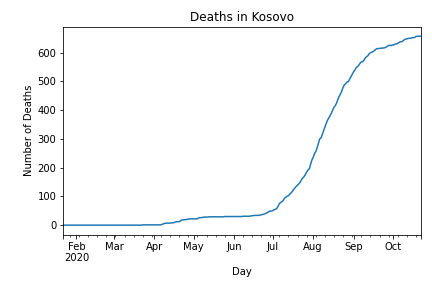 Deaths in Kosovo
Number of Deaths
600
500
400
300
200
100
0
Feb Mar Apr May Jun Jul Aug Sep Oct
2020
Day